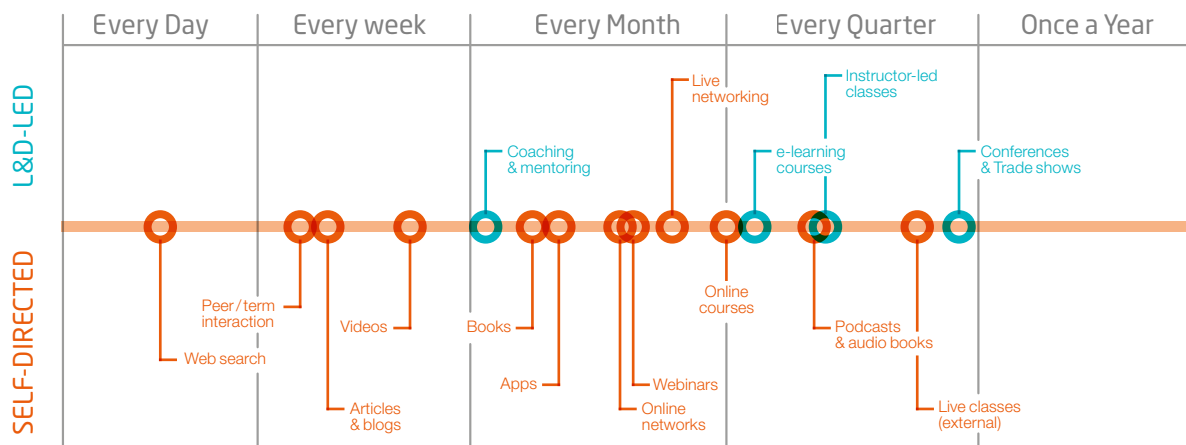 Every Day
Every week
Every Month
Every Quarter
Once a Year
L&D-LED
SELF-DIRECTED
Live
networking
Instructor-led
classes
Coaching
& mentoring
e-learning
courses
Conferences
& Trade shows
Peer / term
interaction
Web search
Articles
& blogs
Videos
Books
Apps
Webinars
Online
networks
Online
courses
Podcasts
& audio books
Live classes
(external)